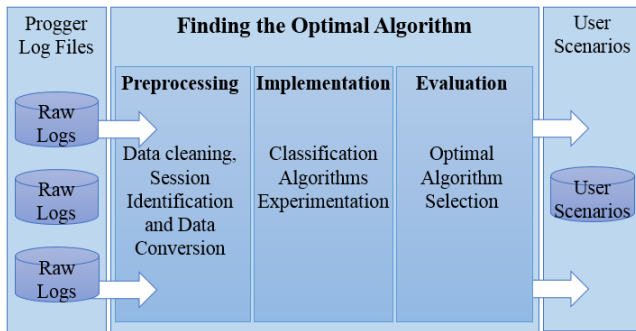 Progger
Log Files
Raw
Logs
Raw
Logs
Raw
Logs
Finding the Optimal Algorithm
Preprocessing
Data cleaning,
Session
Identification
and Data
Conversion
Implementation
Classification
Algorithms
Experimentation
Evaluation
Optimal
Algorithm
Selection
User
Scenarios
User
Scenarios